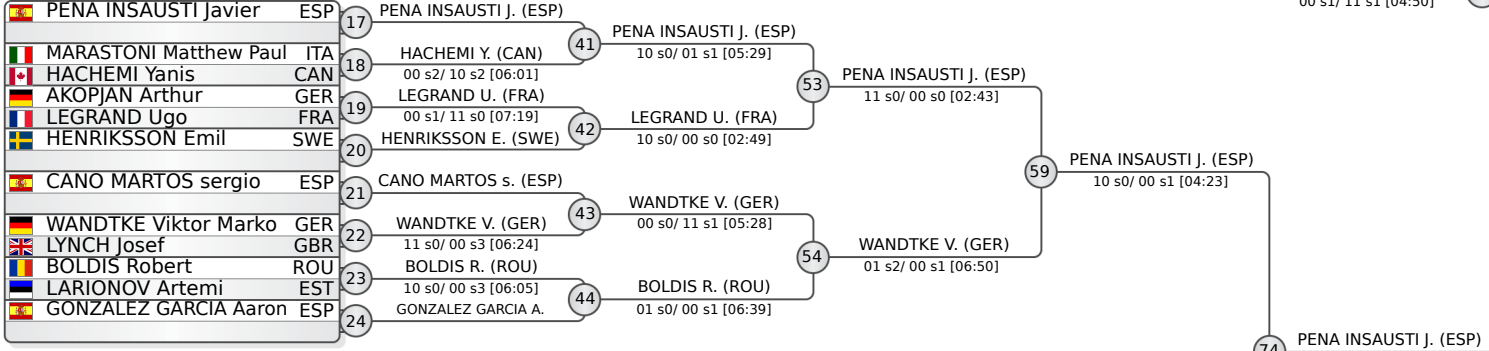 00 s1/ 11 s1 [04:50]
PENA INSAUSTI Javier ESP
MARASTONI Matthew Paul ITA
HACHEMI Yanis CAN
AKOPJAN Arthur GER
LEGRAND Ugo FRA
HENRIKSSON Emil SWE
CANO MARTOS sergio ESP
WANDTKE Viktor Marko GER
LYNCH Josef GBR
BOLDIS Robert ROU
LARIONOV Artemi EST
GONZALEZ GARCIA Aaron ESP
17
18
19
20
21
22
23
24
PENA INSAUSTI J. (ESP)
HACHEMI Y. (CAN)
00 s2/ 10 s2 [06:01]
LEGRAND U. (FRA)
00 s1/ 11 s0 [07:19]
HENRIKSSON E. (SWE)
CANO MARTOS s. (ESP)
WANDTKE V. (GER)
11 s0/ 00 s3 [06:24]
BOLDIS R. (ROU)
10 s0/ 00 s3 [06:05]
GONZALEZ GARCIA A.
41
42
43
44
PENA INSAUSTI J. (ESP)
10 s0/ 01 s1 [05:29]
LEGRAND U. (FRA)
10 s0/ 00 s0 [02:49]
WANDTKE V. (GER)
00 s0/ 11 s1 [05:28]
BOLDIS R. (ROU)
01 s0/ 00 s1 [06:39]
53
54
PENA INSAUSTI J. (ESP)
11 s0/ 00 s0 [02:43]
WANDTKE V. (GER)
01 s2/ 00 s1 [06:50]
59
PENA INSAUSTI J. (ESP)
10 s0/ 00 s1 [04:23]
74
PENA INSAUSTI J. (ESP)